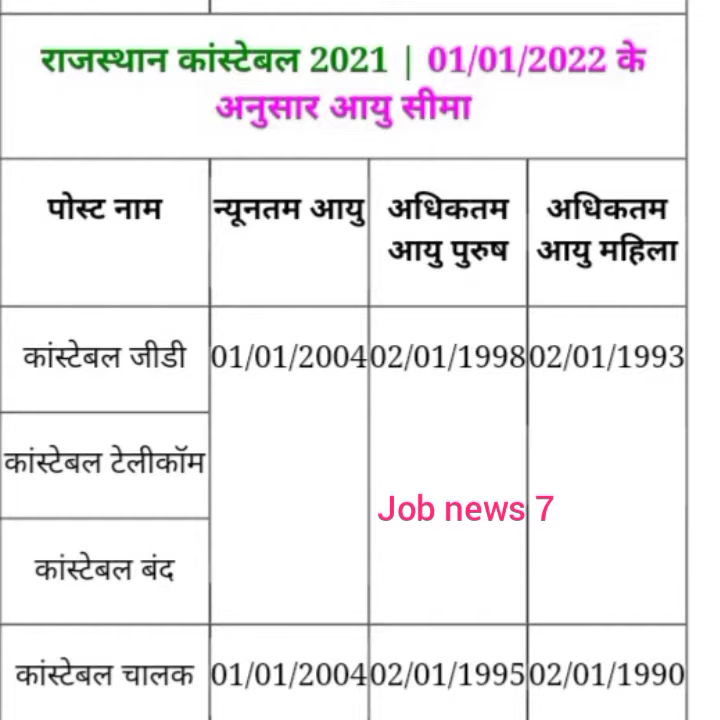 राजस्थान कांस्टेबल 2021 | 01/01/2022 के
अनुसार आयु सीमा
पोस्ट नाम न्यूनतम आयु अधिकतम आयु पुरुष अधिकतम आयु महिला
कांस्टेबल जीडी 01/01/2004 02/01/1998 02/01/1993
कांस्टेबल टेलीकॉम
Job news 7
कांस्टेबल बंद
कांस्टेबल चालक 01/01/2004 02/01/1995 02/01/1990